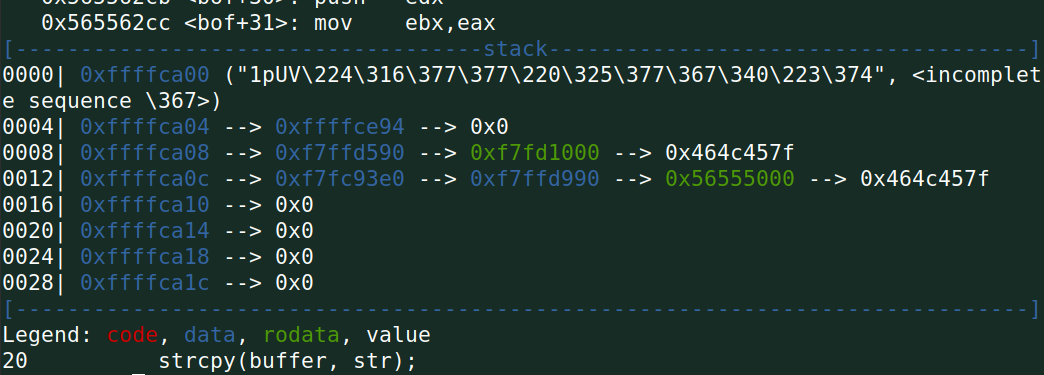 0x565562cb <bof+30>: push   edx
   0x565562cc <bof+31>: mov    ebx,eax
[------------------------------------stack-------------------------------------]
0000| 0xffffca00 ("1pUV\224\316\377\377\220\325\377\367\340\223\374", <incomplet
e sequence \367>)
0004| 0xffffca04 --> 0xffffce94 --> 0x0
0008| 0xffffca08 --> 0xf7ffd590 --> 0xf7fd1000 --> 0x464c457f
0012| 0xffffca0c --> 0xf7fc93e0 --> 0xf7ffd990 --> 0x56555000 --> 0x464c457f
0016| 0xffffca10 --> 0x0
0020| 0xffffca14 --> 0x0
0024| 0xffffca18 --> 0x0
0028| 0xffffca1c --> 0x0
[------------------------------------------------------------------------------]
Legend: code, data, rodata, value
20          strcpy(buffer, str);